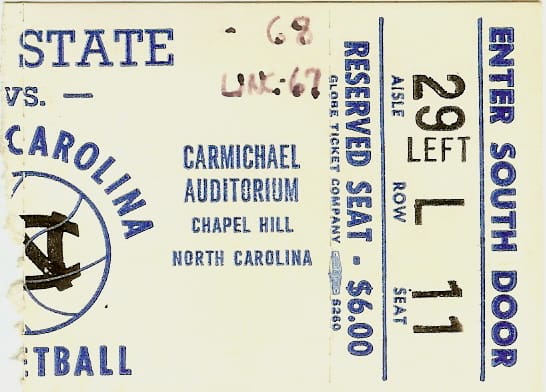 STATE
VS. —
CAROLINA
TBALL
- 68
UNC-67
CARMICHAEL
AUDITORIUM
CHAPEL HILL
NORTH CAROLINA
GLOBE TICKET COMPANY
RESERVED SEAT - $6.00
AISLE ROW SEAT
29 LEFT L 11
ENTER SOUTH DOOR